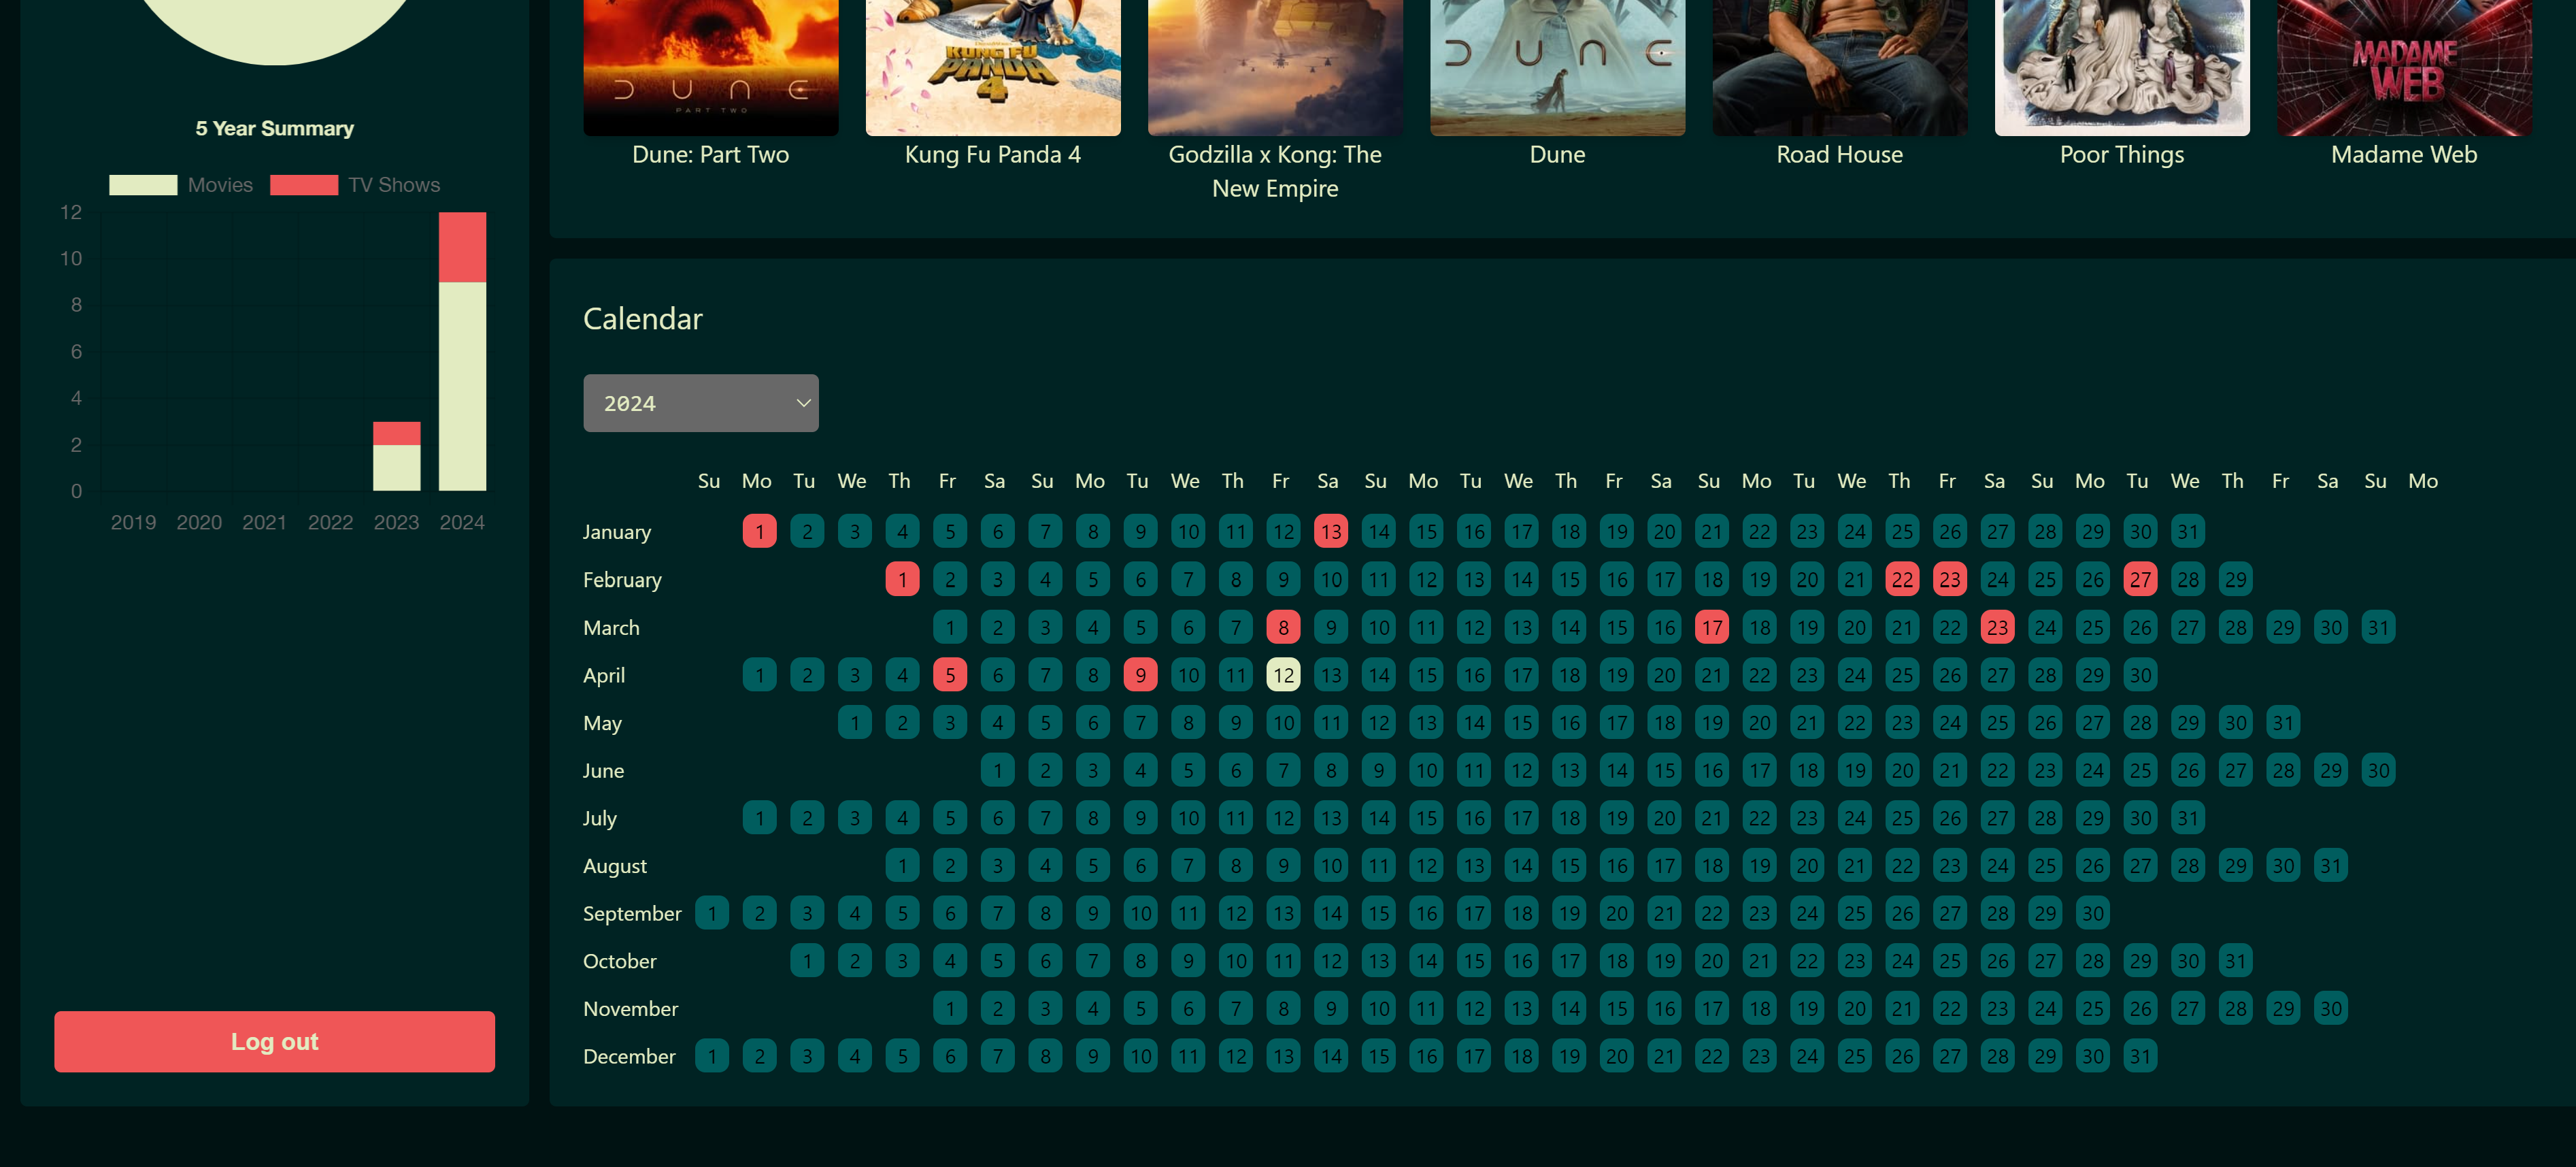 5 Year Summary
Movies TV Shows
12
10
8
6
4
2
0
2019 2020 2021 2022 2023 2024
Log out
DUNE
PART TWO
KUNG FU
PANDA
4
DUNE
MADAME
WEB
Dune: Part Two
Kung Fu Panda 4
Godzilla x Kong: The
New Empire
Dune
Road House
Poor Things
Madame Web
Calendar
2024
Su Mo Tu We Th Fr Sa Su Mo Tu We Th Fr Sa Su Mo Tu We Th Fr Sa Su Mo Tu We Th Fr Sa Su Mo Tu We Th Fr Sa Su Mo
January 1 2 3 4 5 6 7 8 9 10 11 12 13 14 15 16 17 18 19 20 21 22 23 24 25 26 27 28 29 30 31
February 1 2 3 4 5 6 7 8 9 10 11 12 13 14 15 16 17 18 19 20 21 22 23 24 25 26 27 28 29
March 1 2 3 4 5 6 7 8 9 10 11 12 13 14 15 16 17 18 19 20 21 22 23 24 25 26 27 28 29 30 31
April 1 2 3 4 5 6 7 8 9 10 11 12 13 14 15 16 17 18 19 20 21 22 23 24 25 26 27 28 29 30
May 1 2 3 4 5 6 7 8 9 10 11 12 13 14 15 16 17 18 19 20 21 22 23 24 25 26 27 28 29 30 31
June 1 2 3 4 5 6 7 8 9 10 11 12 13 14 15 16 17 18 19 20 21 22 23 24 25 26 27 28 29 30
July 1 2 3 4 5 6 7 8 9 10 11 12 13 14 15 16 17 18 19 20 21 22 23 24 25 26 27 28 29 30 31
August 1 2 3 4 5 6 7 8 9 10 11 12 13 14 15 16 17 18 19 20 21 22 23 24 25 26 27 28 29 30 31
September 1 2 3 4 5 6 7 8 9 10 11 12 13 14 15 16 17 18 19 20 21 22 23 24 25 26 27 28 29 30
October 1 2 3 4 5 6 7 8 9 10 11 12 13 14 15 16 17 18 19 20 21 22 23 24 25 26 27 28 29 30 31
November 1 2 3 4 5 6 7 8 9 10 11 12 13 14 15 16 17 18 19 20 21 22 23 24 25 26 27 28 29 30
December 1 2 3 4 5 6 7 8 9 10 11 12 13 14 15 16 17 18 19 20 21 22 23 24 25 26 27 28 29 30 31